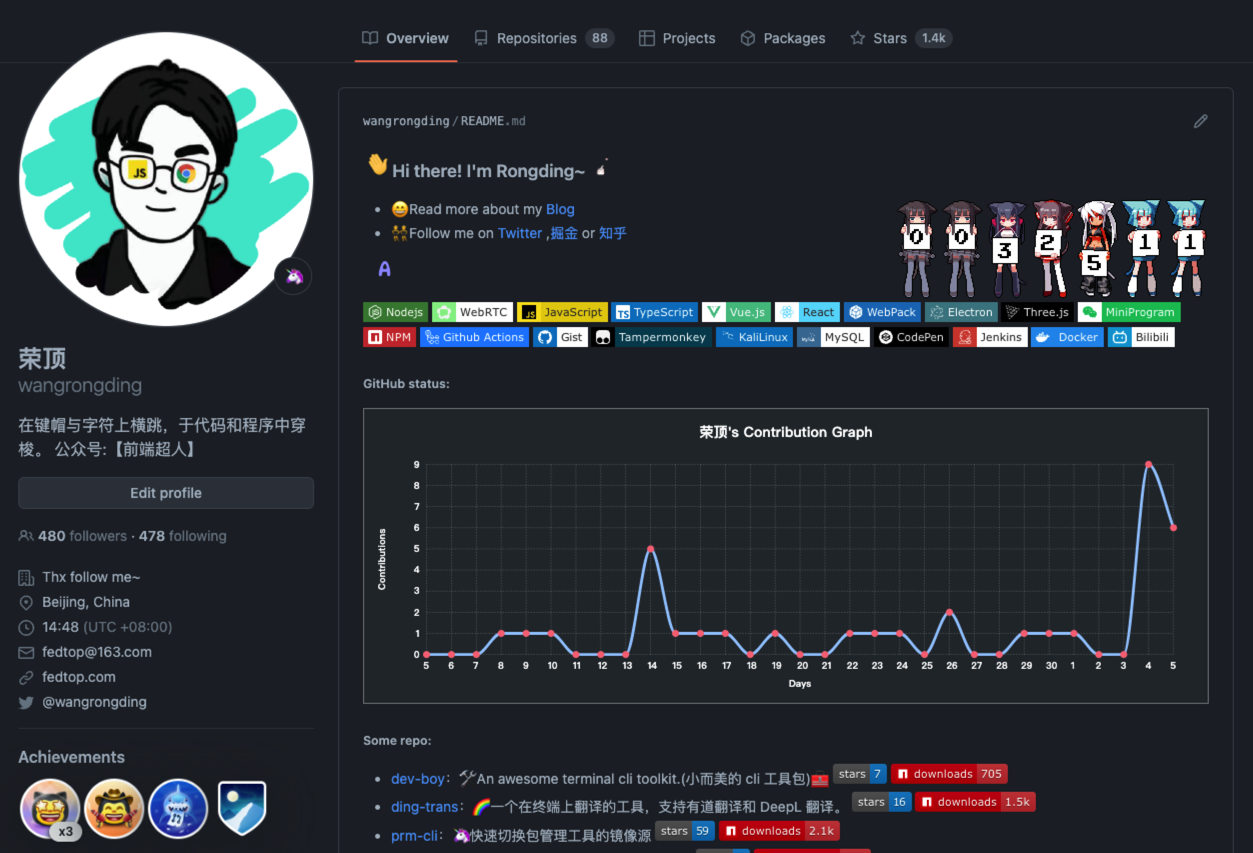 Overview Repositories 88 Projects Packages Stars 1.4k
JS
荣顶
wangrongding
在键帽与字符上横跳，于代码和程序中穿
梭。 公众号:【前端超人】
Edit profile
480 followers · 478 following
Thx follow me~
Beijing, China
14:48 (UTC +08:00)
fedtop@163.com
fedtop.com
@wangrongding
Achievements
x3
wangrongding/README.md
👋 Hi there! I'm Rongding~
😄Read more about my Blog
👯Follow me on Twitter ,掘金 or 知乎
A
0 0 3 2 5 1 1
Nodejs WebRTC JS JavaScript TS TypeScript Vue.js React WebPack Electron Three.js MiniProgram
NPM Github Actions Gist Tampermonkey KaliLinux MySQL MySQL CodePen Jenkins Docker Bilibili
GitHub status:
荣顶's Contribution Graph
Contributions
9
8
7
6
5
4
3
2
1
0
5 6 7 8 9 10 11 12 13 14 15 16 17 18 19 20 21 22 23 24 25 26 27 28 29 30 1 2 3 4 5
Days
Some repo:
dev-boy：🛠An awesome terminal cli toolkit.(小而美的 cli 工具包)🧰 stars 7 downloads 705
ding-trans：🌈一个在终端上翻译的工具，支持有道翻译和 DeepL 翻译。 stars 16 downloads 1.5k
prm-cli：🦄快速切换包管理工具的镜像源 stars 59 downloads 2.1k